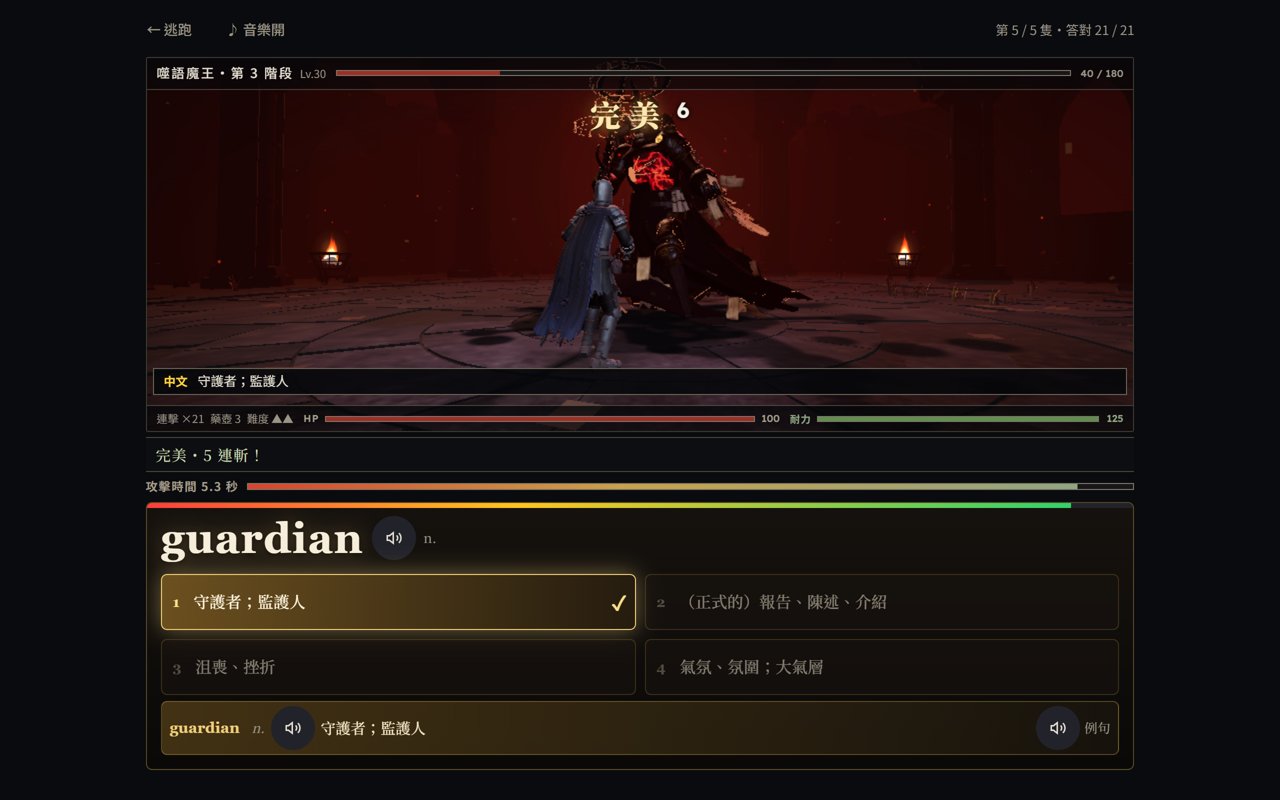 ← 逃跑 ♪ 音樂開 第 5 / 5 隻・答對 21 / 21
噬語魔王・第 3 階段 Lv.30 40 / 180
完美 6
中文 守護者；監護人
連擊 ×21 藥壺 3 難度 ▲▲ HP 100 耐力 125
完美・5 連斬！
攻擊時間 5.3 秒
guardian n.
1 守護者；監護人 ✓
2 （正式的）報告、陳述、介紹
3 沮喪、挫折
4 氣氛、氛圍；大氣層
guardian n. 守護者；監護人 例句